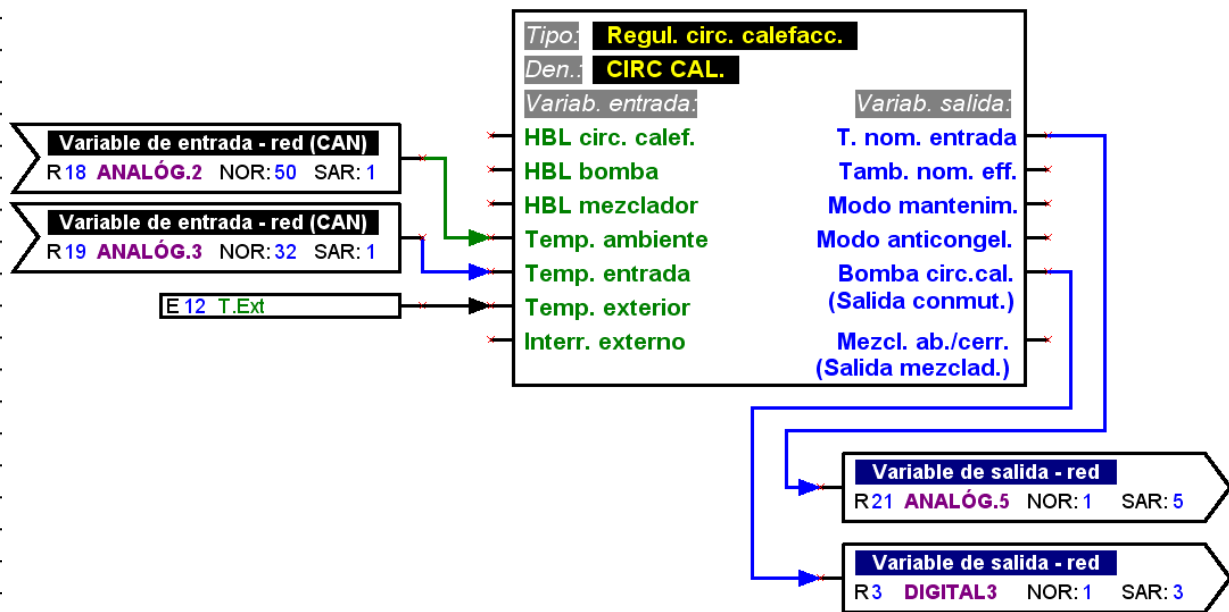 Tipo: Regul. circ. calefacc.
Den.: CIRC CAL.
Variab. entrada: Variab. salida:
HBL circ. calef. T. nom. entrada
HBL bomba Tamb. nom. eff.
HBL mezclador Modo mantenim.
Temp. ambiente Modo anticongel.
Temp. entrada Bomba circ.cal.
Temp. exterior (Salida conmut.)
Interr. externo Mezcl. ab./cerr.
(Salida mezclad.)
Variable de entrada - red (CAN)
R 18 ANALÓG.2 NOR: 50 SAR: 1
Variable de entrada - red (CAN)
R 19 ANALÓG.3 NOR: 32 SAR: 1
E 12 T.Ext
Variable de salida - red
R 21 ANALÓG.5 NOR: 1 SAR: 5
Variable de salida - red
R 3 DIGITAL3 NOR: 1 SAR: 3